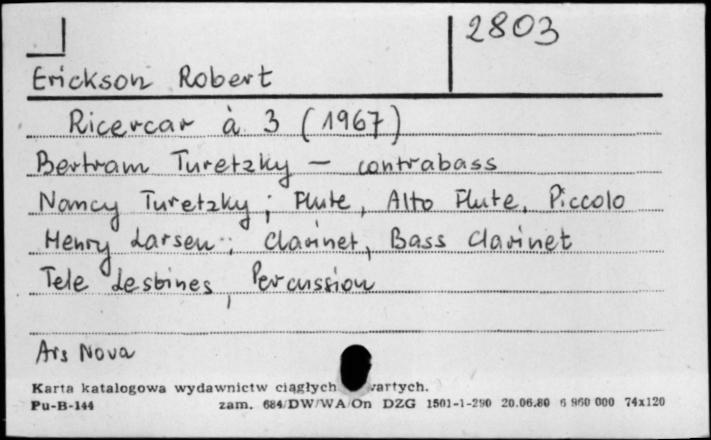 2803
Erickson Robert
Ricercar à 3 (1967)
Bertram Turetzky - contrabass
Nancy Turetzky; Flute, Alto Flute, Piccolo
Henry Larsen; Clarinet, Bass Clarinet
Tele Lesbines, Percussion
Ars Nova
Karta katalogowa wydawnictw ciągłych wartych.
Pu-B-144 zam. 684/DW/WA/On DZG 1501-1-290 20.06.80 6 960 000 74x120